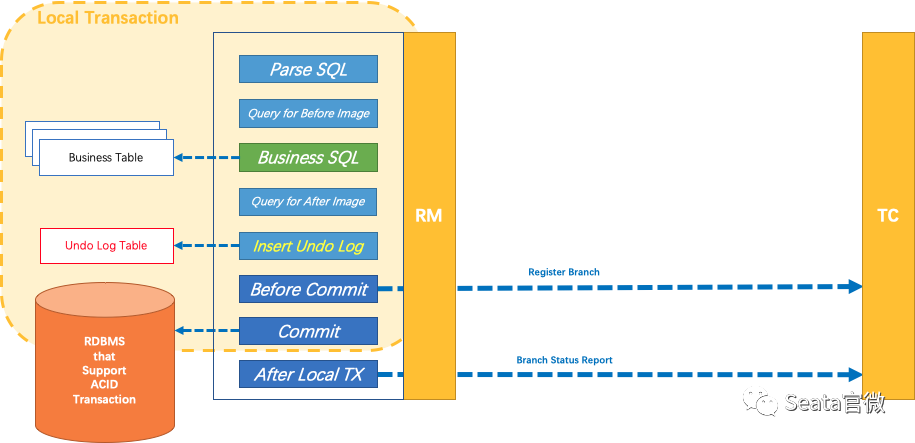 Local Transaction
Parse SQL
Query for Before Image
Business Table
Business SQL
Query for After Image
RM
TC
Undo Log Table
Insert Undo Log
Register Branch
Before Commit
Commit
RDBMS
that
Support
ACID
Transaction
Branch Status Report
After Local TX
Seata官微